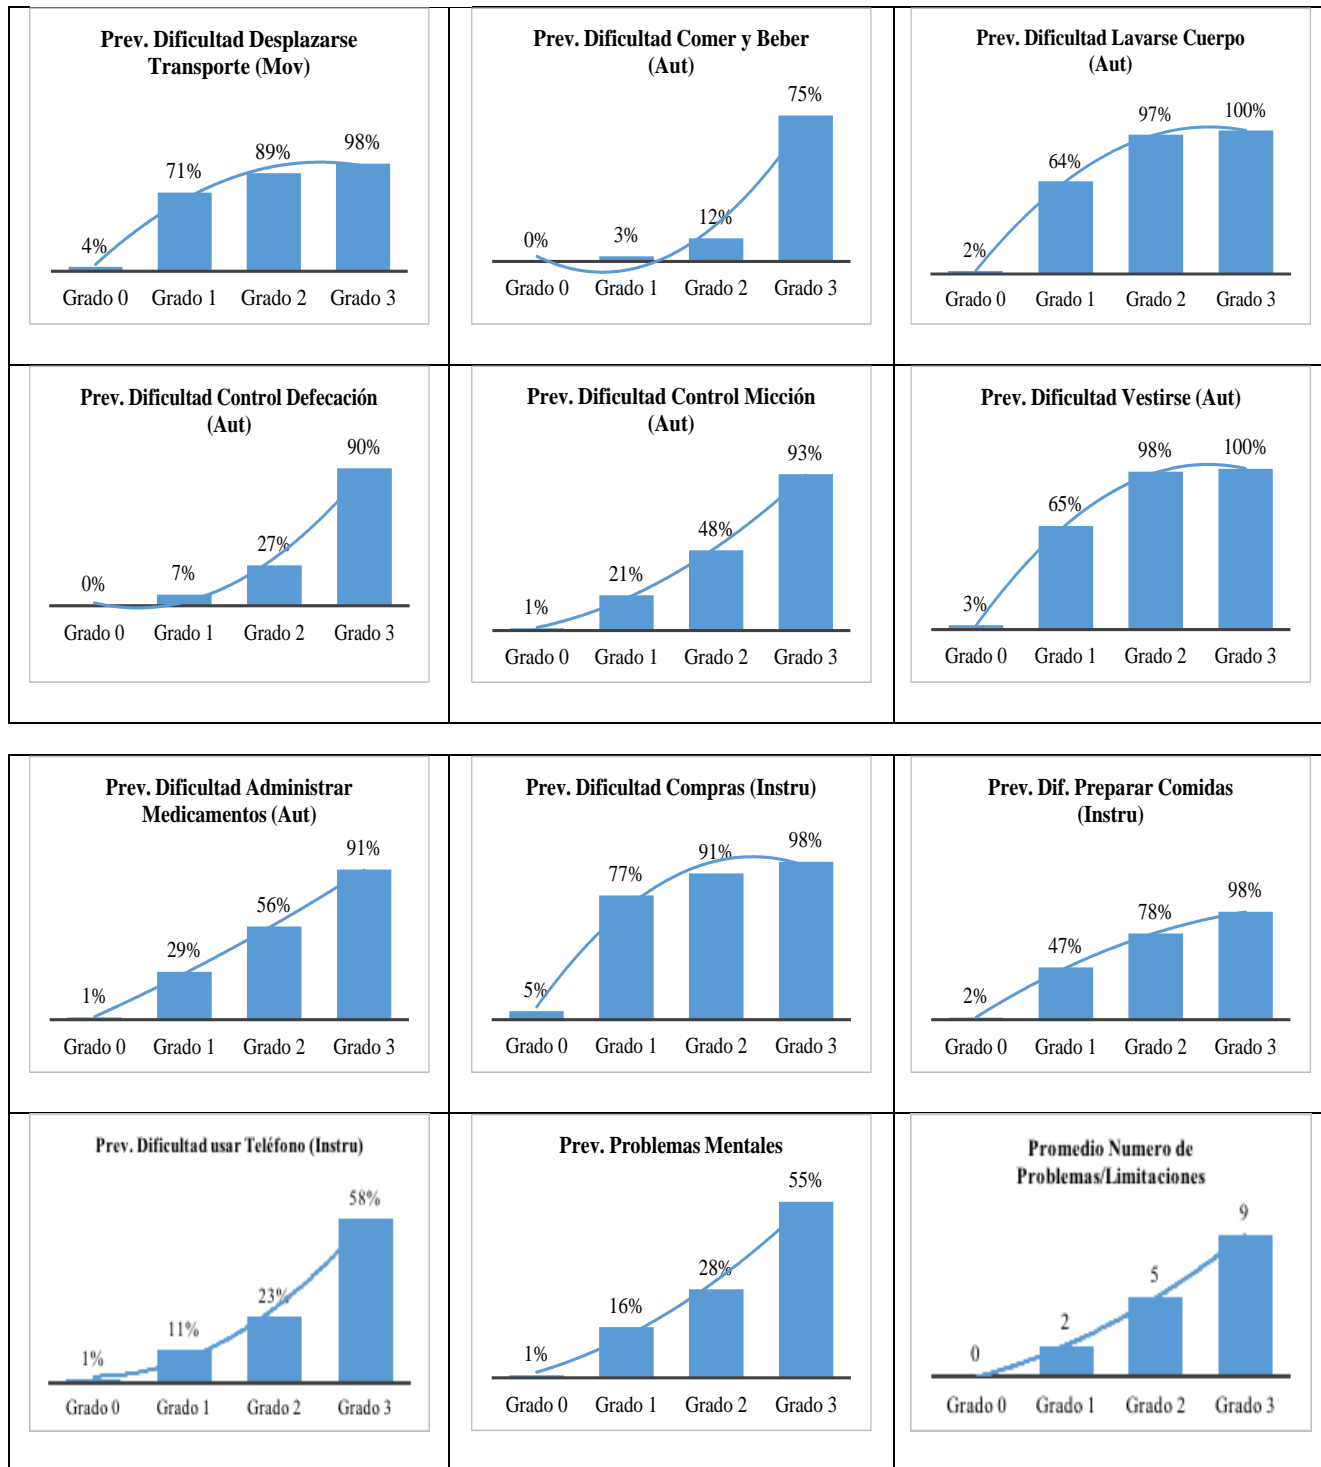 Prev. Dificultad Desplazarse
Transporte (Mov)
4%
71%
89%
98%
Grado 0 Grado 1 Grado 2 Grado 3
Prev. Dificultad Comer y Beber
(Aut)
0%
3%
12%
75%
Grado 0 Grado 1 Grado 2 Grado 3
Prev. Dificultad Lavarse Cuerpo
(Aut)
2%
64%
97%
100%
Grado 0 Grado 1 Grado 2 Grado 3
Prev. Dificultad Control Defecación
(Aut)
0%
7%
27%
90%
Grado 0 Grado 1 Grado 2 Grado 3
Prev. Dificultad Control Micción
(Aut)
1%
21%
48%
93%
Grado 0 Grado 1 Grado 2 Grado 3
Prev. Dificultad Vestirse (Aut)
3%
65%
98%
100%
Grado 0 Grado 1 Grado 2 Grado 3
Prev. Dificultad Administrar
Medicamentos (Aut)
1%
29%
56%
91%
Grado 0 Grado 1 Grado 2 Grado 3
Prev. Dificultad Compras (Instru)
5%
77%
91%
98%
Grado 0 Grado 1 Grado 2 Grado 3
Prev. Dif. Preparar Comidas
(Instru)
2%
47%
78%
98%
Grado 0 Grado 1 Grado 2 Grado 3
Prev. Dificultad usar Teléfono (Instru)
1%
11%
23%
58%
Grado 0 Grado 1 Grado 2 Grado 3
Prev. Problemas Mentales
1%
16%
28%
55%
Grado 0 Grado 1 Grado 2 Grado 3
Promedio Numero de
Problemas/Limitaciones
0
2
5
9
Grado 0 Grado 1 Grado 2 Grado 3